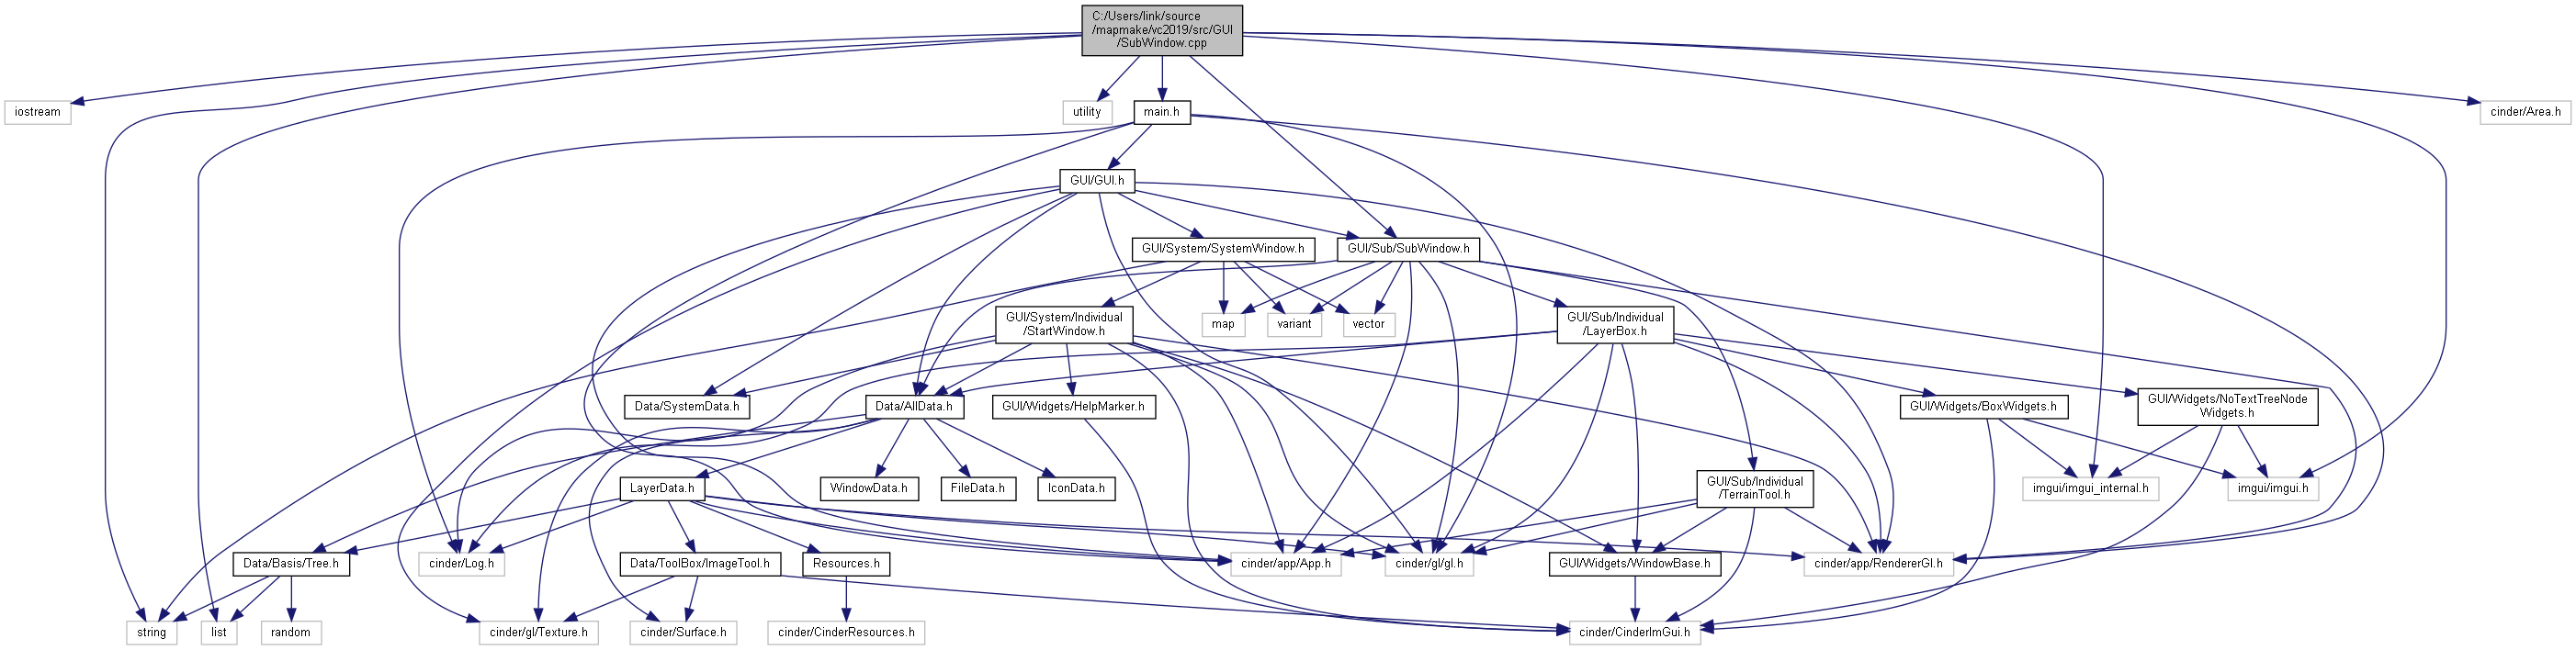 C:/Users/link/source
/mapmake/vc2019/src/GUI
/SubWindow.cpp
iostream
utility
main.h
cinder/Area.h
GUI/GUI.h
GUI/System/SystemWindow.h
GUI/Sub/SubWindow.h
GUI/System/Individual
/StartWindow.h
map
variant
vector
GUI/Sub/Individual
/LayerBox.h
Data/SystemData.h
Data/AllData.h
GUI/Widgets/HelpMarker.h
GUI/Widgets/BoxWidgets.h
GUI/Widgets/NoTextTreeNode
Widgets.h
LayerData.h
WindowData.h
FileData.h
IconData.h
GUI/Sub/Individual
/TerrainTool.h
imgui/imgui_internal.h
imgui/imgui.h
Data/Basis/Tree.h
cinder/Log.h
Data/ToolBox/ImageTool.h
Resources.h
cinder/app/App.h
cinder/gl/gl.h
GUI/Widgets/WindowBase.h
cinder/app/RendererGl.h
string
list
random
cinder/gl/Texture.h
cinder/Surface.h
cinder/CinderResources.h
cinder/CinderImGui.h